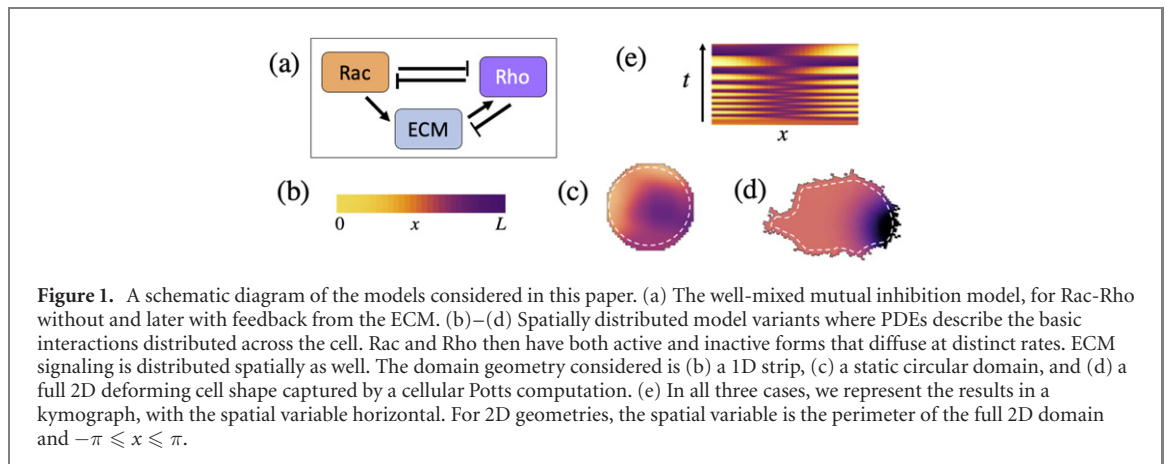 (a)
Rac
Rho
ECM
(e)
t
x
(b)
0
x
L
(c)
(d)
Figure 1. A schematic diagram of the models considered in this paper. (a) The well-mixed mutual inhibition model, for Rac-Rho
without and later with feedback from the ECM. (b)–(d) Spatially distributed model variants where PDEs describe the basic
interactions distributed across the cell. Rac and Rho then have both active and inactive forms that diffuse at distinct rates. ECM
signaling is distributed spatially as well. The domain geometry considered is (b) a 1D strip, (c) a static circular domain, and (d) a
full 2D deforming cell shape captured by a cellular Potts computation. (e) In all three cases, we represent the results in a
kymograph, with the spatial variable horizontal. For 2D geometries, the spatial variable is the perimeter of the full 2D domain
and −π ⩽ x ⩽ π.